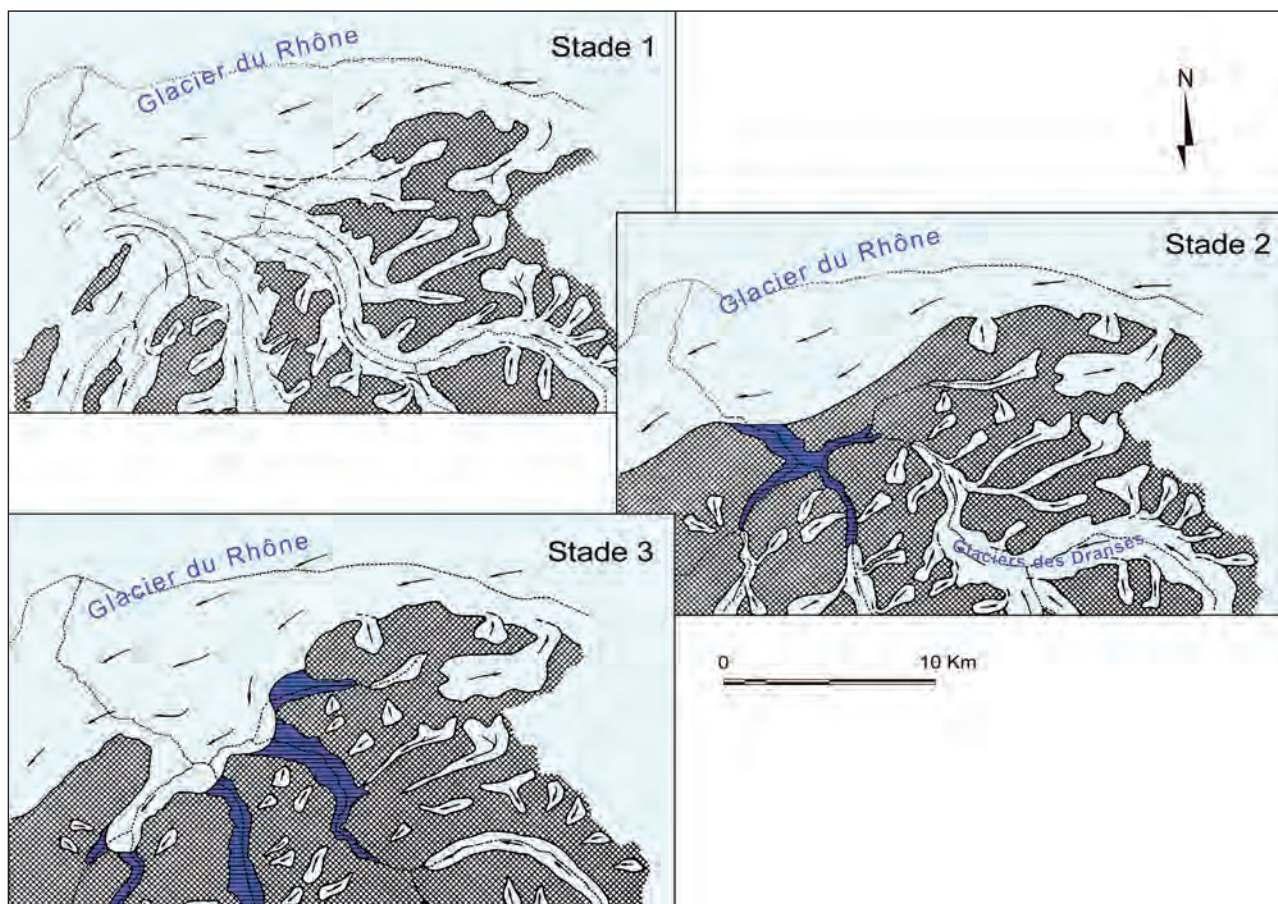 Glacier du Rhône
Stade 1
N
Glacier du Rhône
Stade 2
Glaciers des Dranses
Glacier du Rhône
Stade 3
0 10 Km